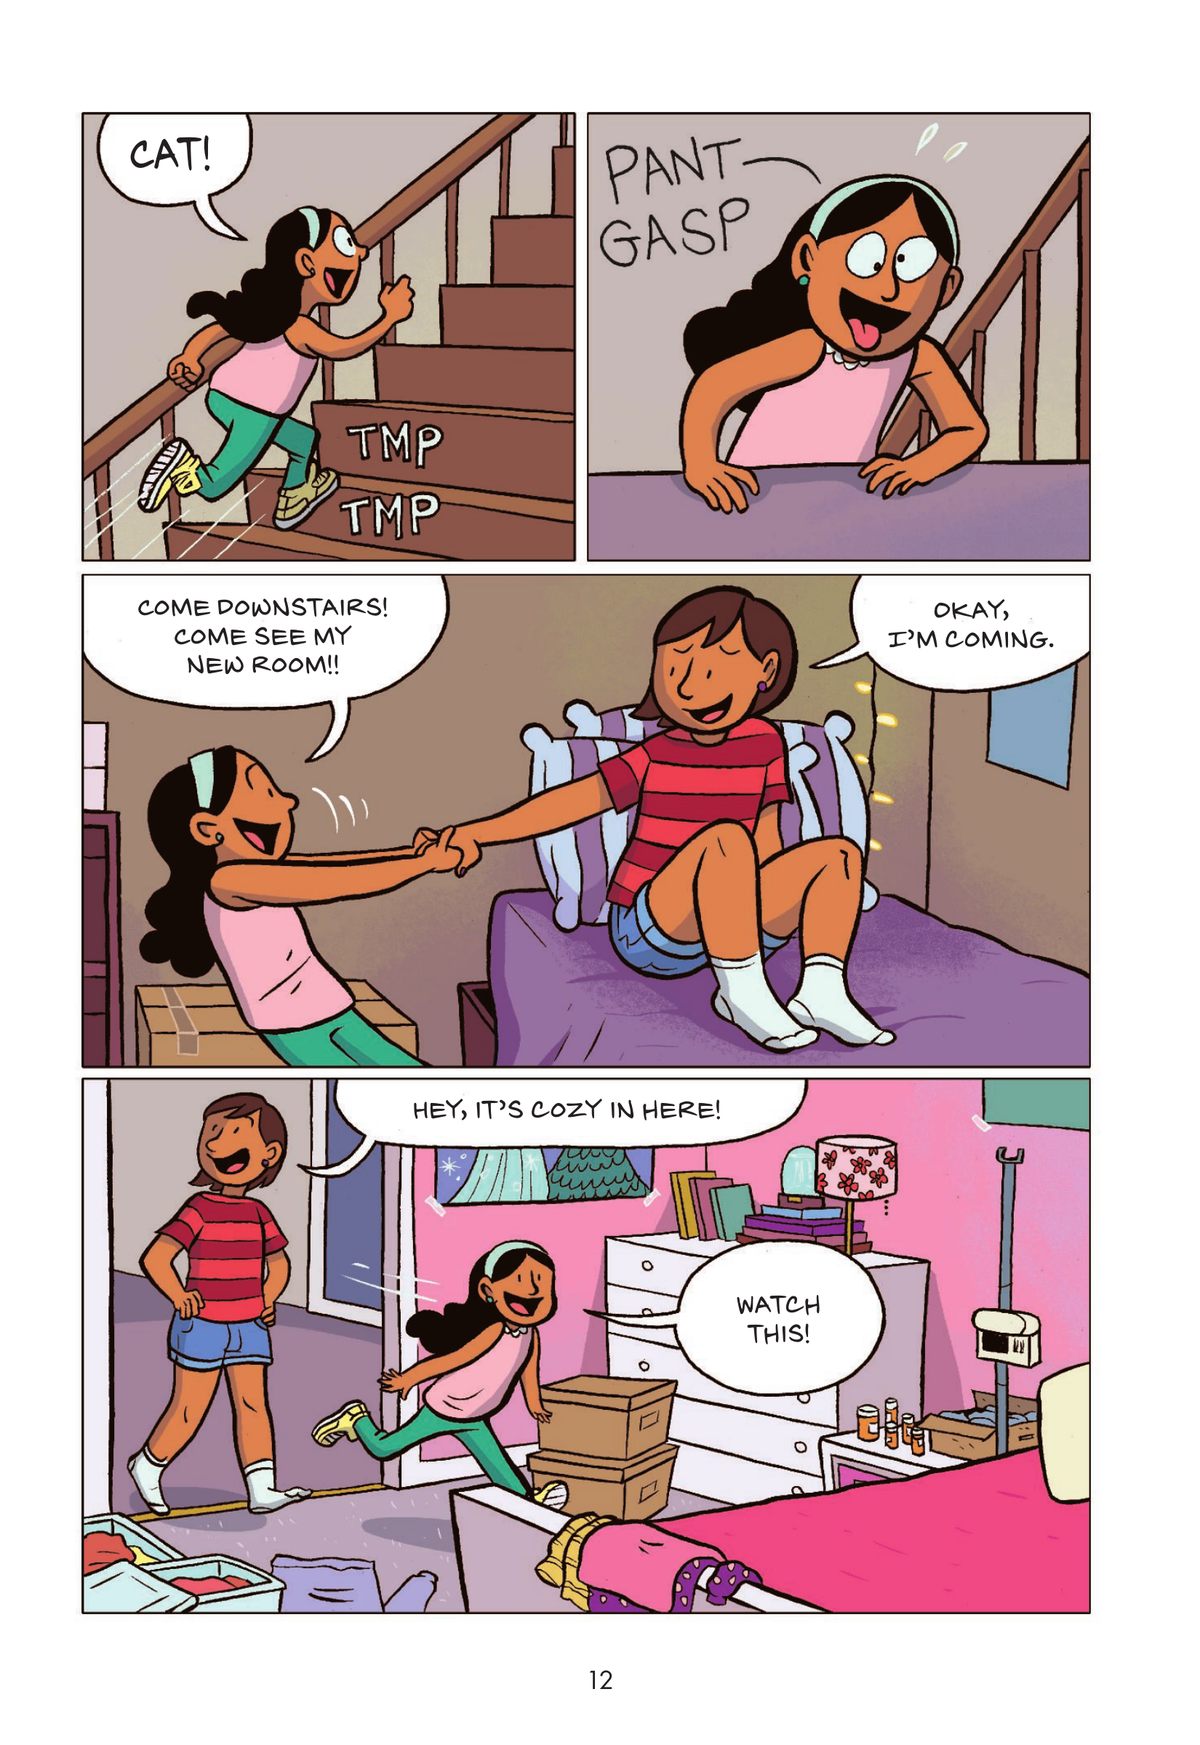 CAT!
TMP
TMP
PANT
GASP
COME DOWNSTAIRS!
COME SEE MY
NEW ROOM!!
OKAY,
I'M COMING.
HEY, IT'S COZY IN HERE!
WATCH
THIS!
12